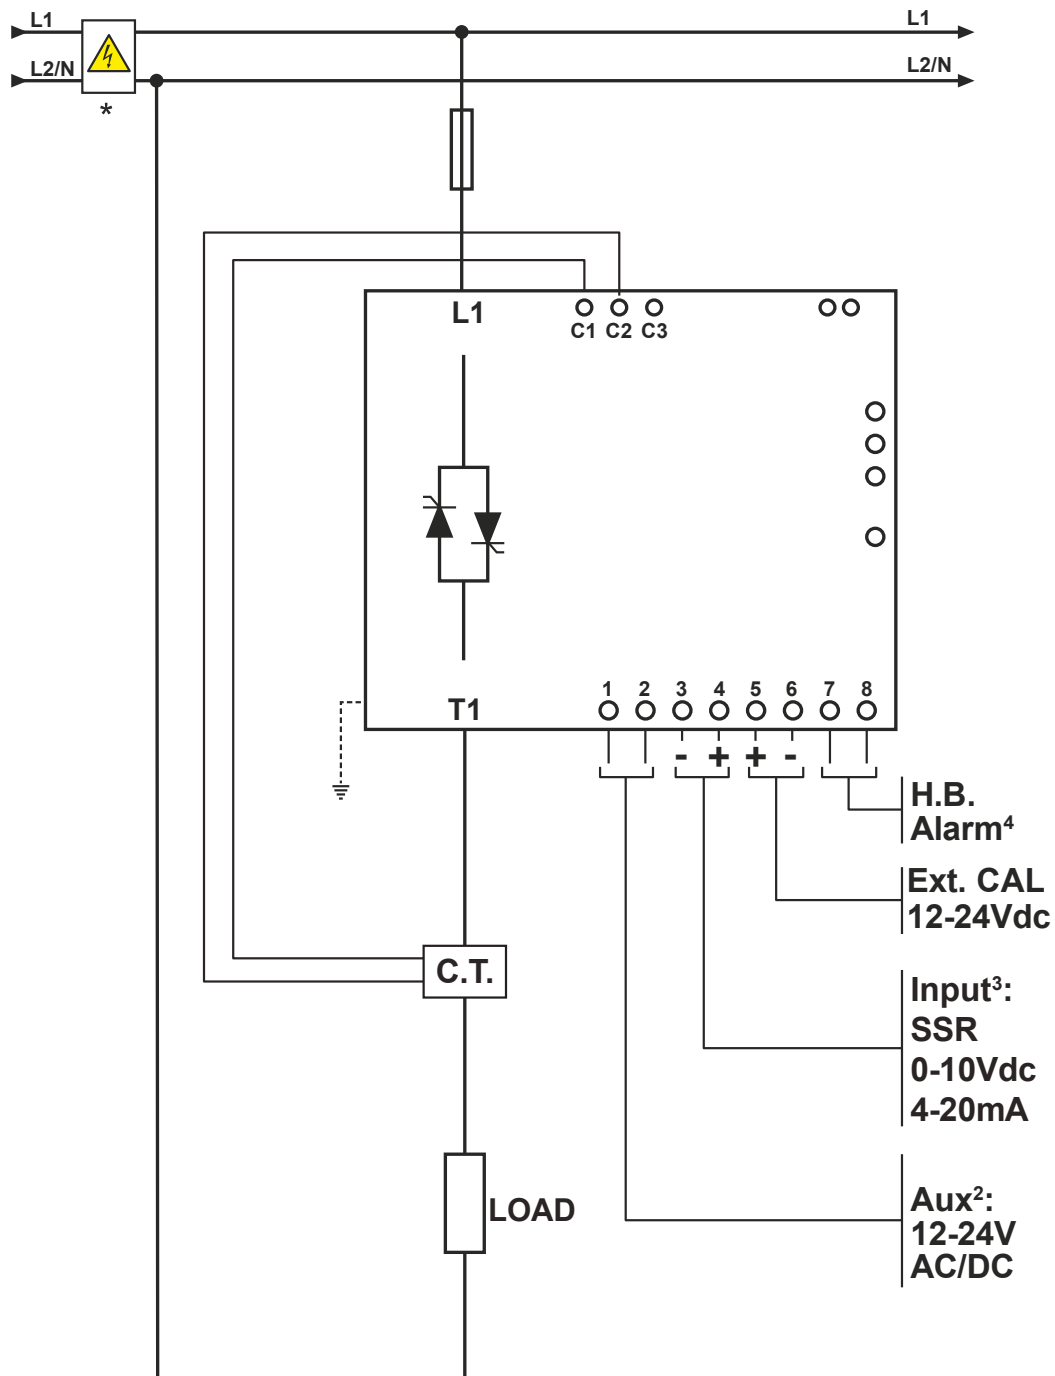 L1
L1
L2/N
L2/N
*
L1
C1 C2 C3
T1
1 2 3 4 5 6 7 8
- + + -
H.B.
Alarm⁴
Ext. CAL
12-24Vdc
C.T.
Input³:
SSR
0-10Vdc
4-20mA
LOAD
Aux²:
12-24V
AC/DC